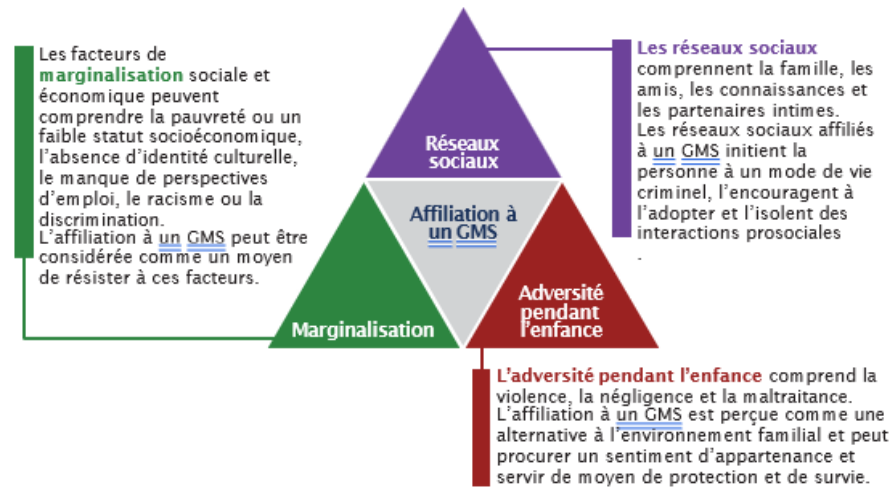 Les facteurs de
marginalisation sociale et
économique peuvent
comprendre la pauvreté ou un
faible statut socioéconomique,
l'absence d'identité culturelle,
le manque de perspectives
d'emploi, le racisme ou la
discrimination.
L'affiliation à un GMS peut être
considérée comme un moyen
de résister à ces facteurs.
Réseaux
sociaux
Affiliation à
un GMS
Marginalisation
Adversité
pendant
l'enfance
Les réseaux sociaux
comprennent la famille, les
amis, les connaissances et
les partenaires intimes.
Les réseaux sociaux affiliés
à un GMS initient la
personne à un mode de vie
criminel, l'encouragent à
l'adopter et l'isolent des
interactions prosociales
.
L'adversité pendant l'enfance comprend la
violence, la négligence et la maltraitance.
L'affiliation à un GMS est perçue comme une
alternative à l'environnement familial et peut
procurer un sentiment d'appartenance et
servir de moyen de protection et de survie.